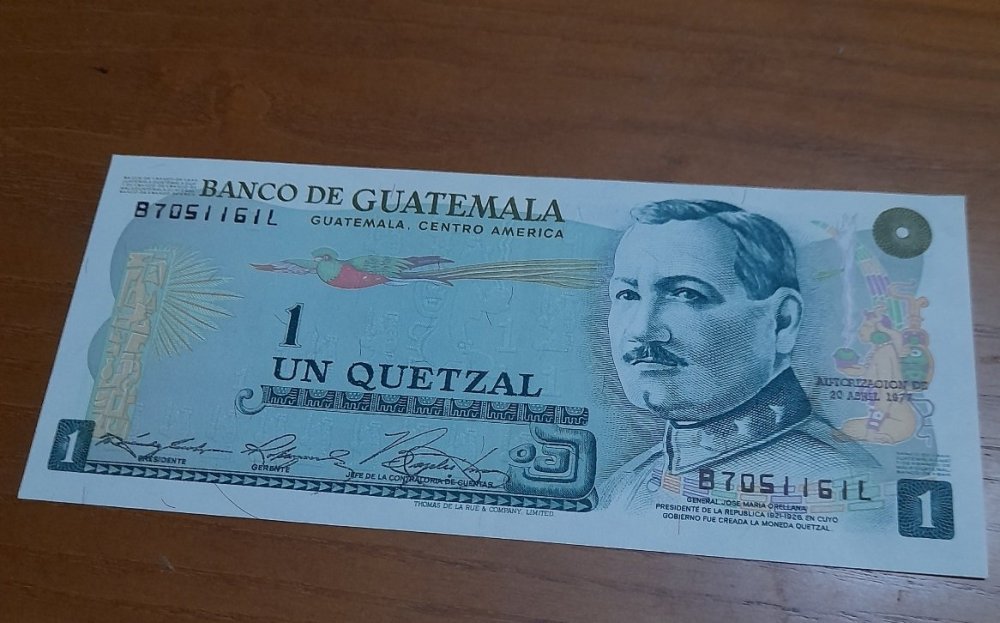 BANCO DE GUATEMALA
B7051161L
GUATEMALA, CENTRO AMERICA
1
UN QUETZAL
AUTORIZACION DE
20 ABRIL 1977
1
PRESIDENTE
GERENTE
JEFE DE LA CONTRALORIA DE CUENTAS
THOMAS DE LA RUE & COMPANY, LIMITED.
B7051161L
GENERAL JOSE MARIA ORELLANA
PRESIDENTE DE LA REPUBLICA 1921-1926, EN CUYO
GOBIERNO FUE CREADA LA MONEDA QUETZAL.
1